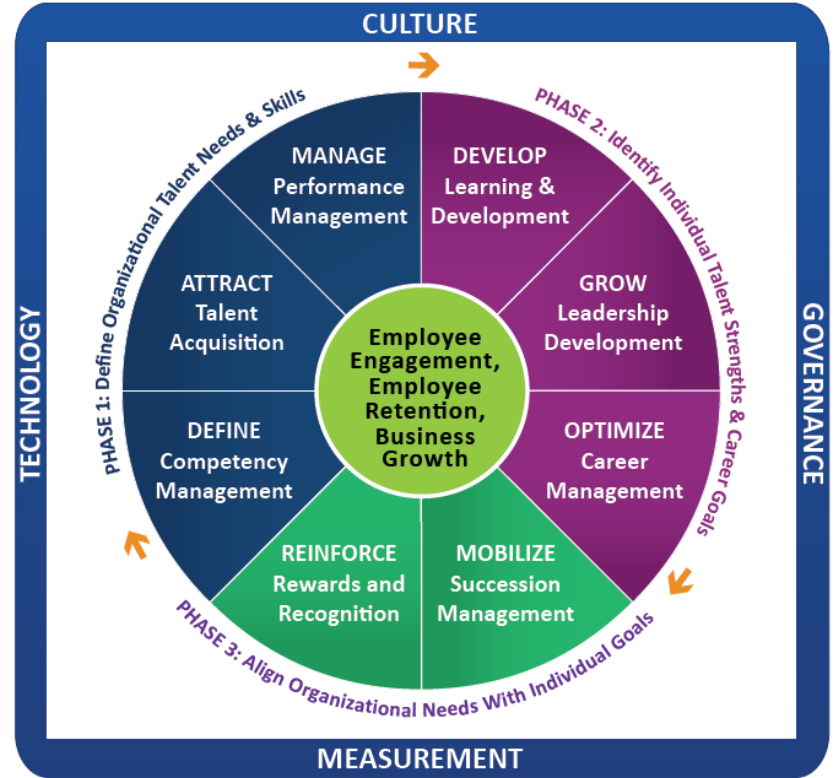 CULTURE
PHASE 1: Define Organizational Talent Needs & Skills
PHASE 2: Identify Individual Talent Strengths & Career Goals
MANAGE
Performance
Management
DEVELOP
Learning &
Development
ATTRACT
Talent
Acquisition
GROW
Leadership
Development
TECHNOLOGY
GOVERNANCE
Employee
Engagement,
Employee
Retention,
Business
Growth
DEFINE
Competency
Management
OPTIMIZE
Career
Management
REINFORCE
Rewards and
Recognition
MOBILIZE
Succession
Management
PHASE 3: Align Organizational Needs With Individual Goals
MEASUREMENT